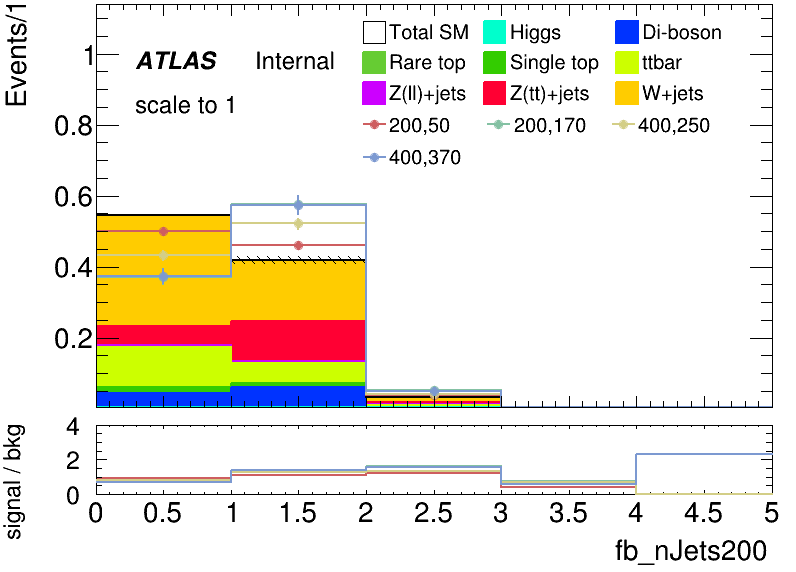 Events/1
ATLAS Internal
scale to 1
Total SM Higgs Di-boson
Rare top Single top ttbar
Z(ll)+jets Z(tt)+jets W+jets
200,50 200,170 400,250
400,370
1
0.8
0.6
0.4
0.2
signal / bkg
4
2
0
0 0.5 1 1.5 2 2.5 3 3.5 4 4.5 5
fb_nJets200